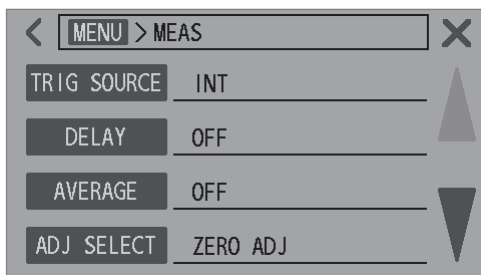 MENU > MEAS
TRIG SOURCE INT
DELAY OFF
AVERAGE OFF
ADJ SELECT ZERO ADJ